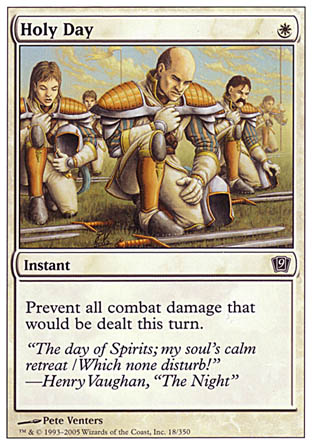 Holy Day
Instant
9
Prevent all combat damage that
would be dealt this turn.
“The day of Spirits; my soul’s calm
retreat / Which none disturb!”
—Henry Vaughan, “The Night”
Pete Venters
™ & © 1993–2005 Wizards of the Coast, Inc. 18/350